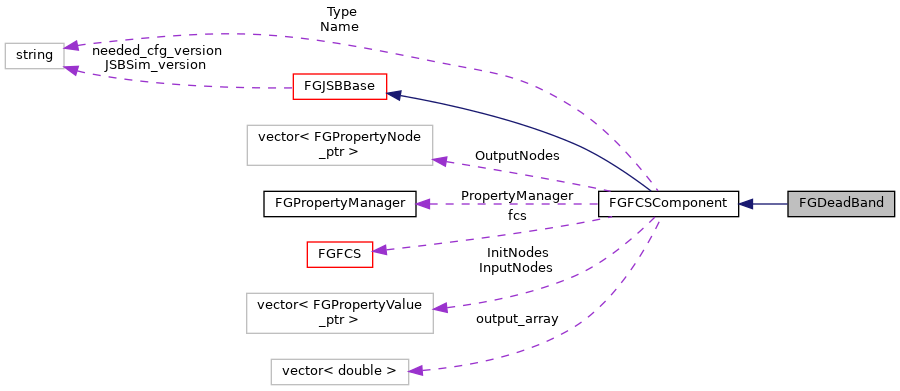 Type
Name
string
needed_cfg_version
JSBSim_version
FGJSBBase
vector< FGPropertyNode
_ptr >
OutputNodes
FGPropertyManager
PropertyManager
FGFCSComponent
FGDeadBand
fcs
FGFCS
InitNodes
InputNodes
vector< FGPropertyValue
_ptr >
output_array
vector< double >